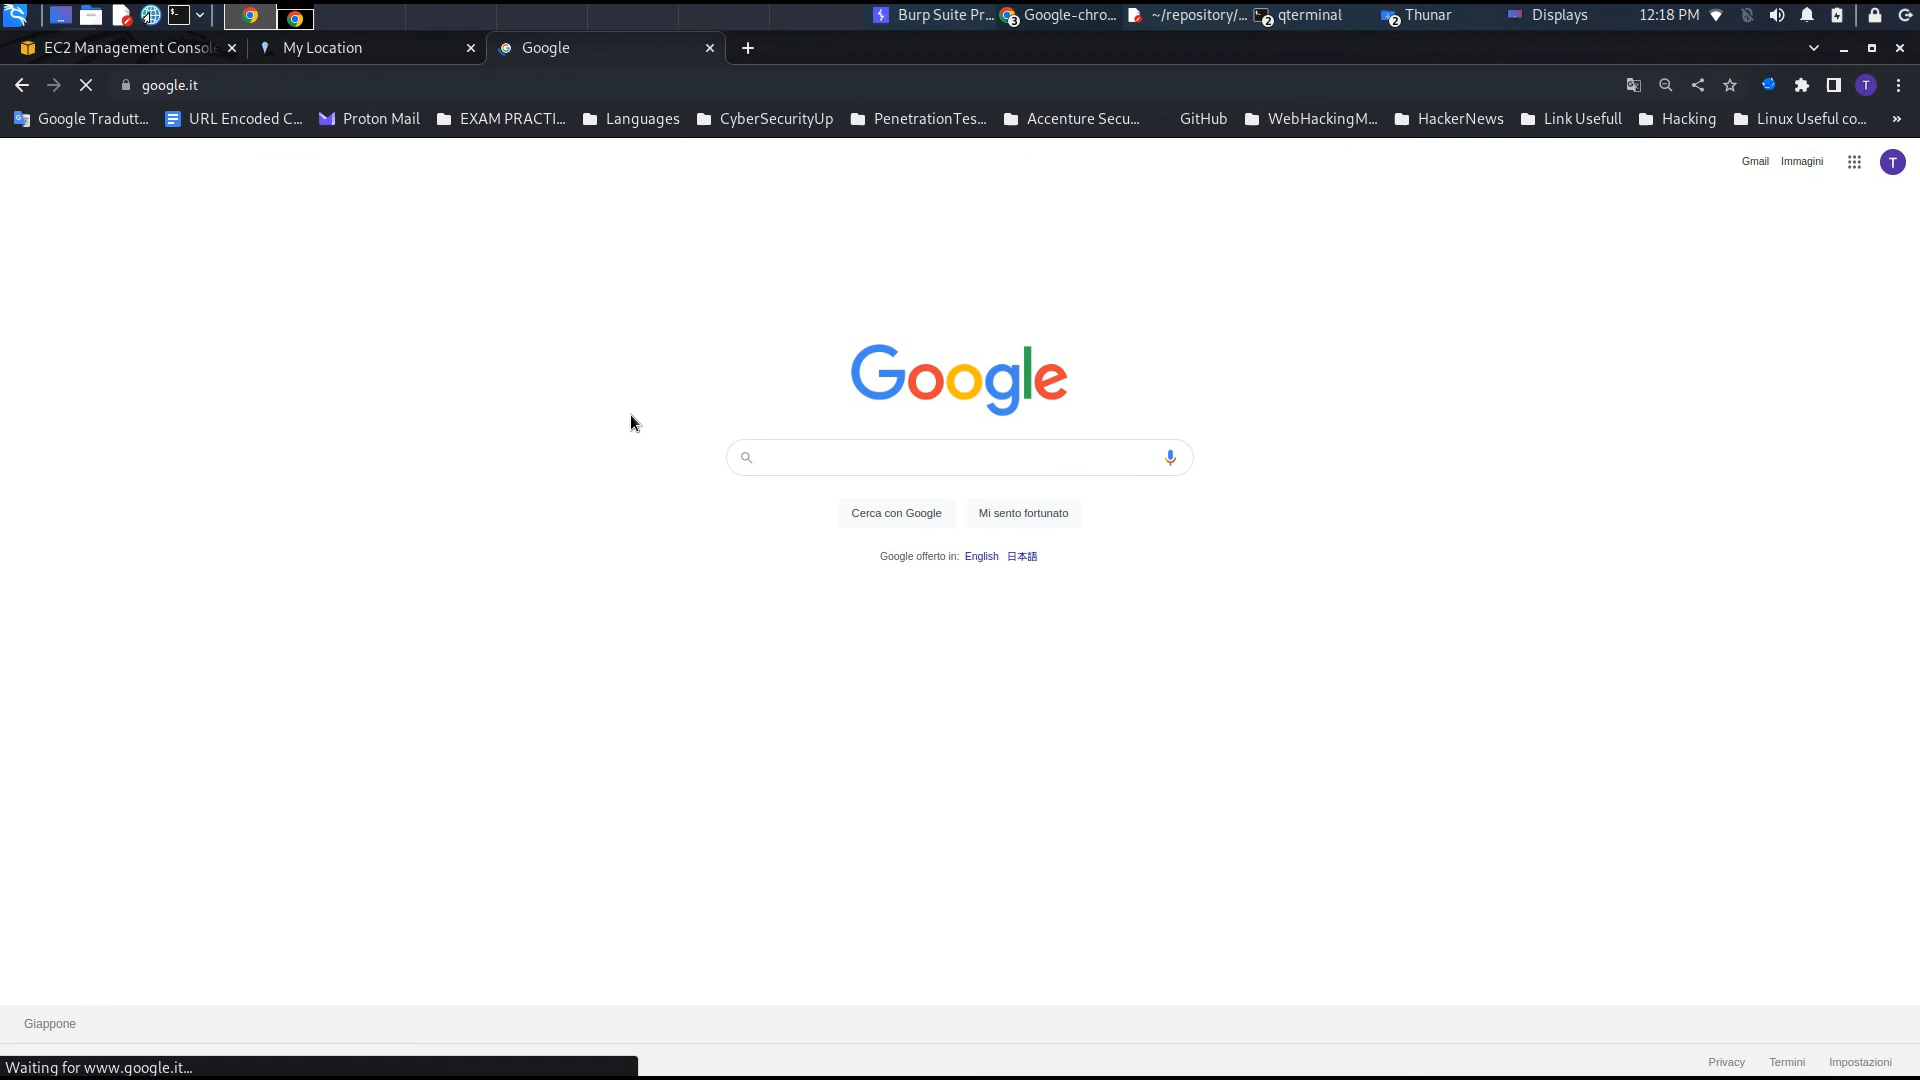 Burp Suite Pr... 3 Google-chro... ~/repository/... 2 qterminal 2 Thunar Displays 12:18 PM
EC2 Management Console My Location Google
google.it T
Google Tradutt... URL Encoded C... Proton Mail EXAM PRACTI... Languages CyberSecurityUp PenetrationTes... Accenture Secu... GitHub WebHackingM... HackerNews Link Usefull Hacking Linux Useful co... »
Gmail Immagini T
Google
Cerca con Google Mi sento fortunato
Google offerto in: English 日本語
Giappone
Privacy Termini Impostazioni
Waiting for www.google.it...